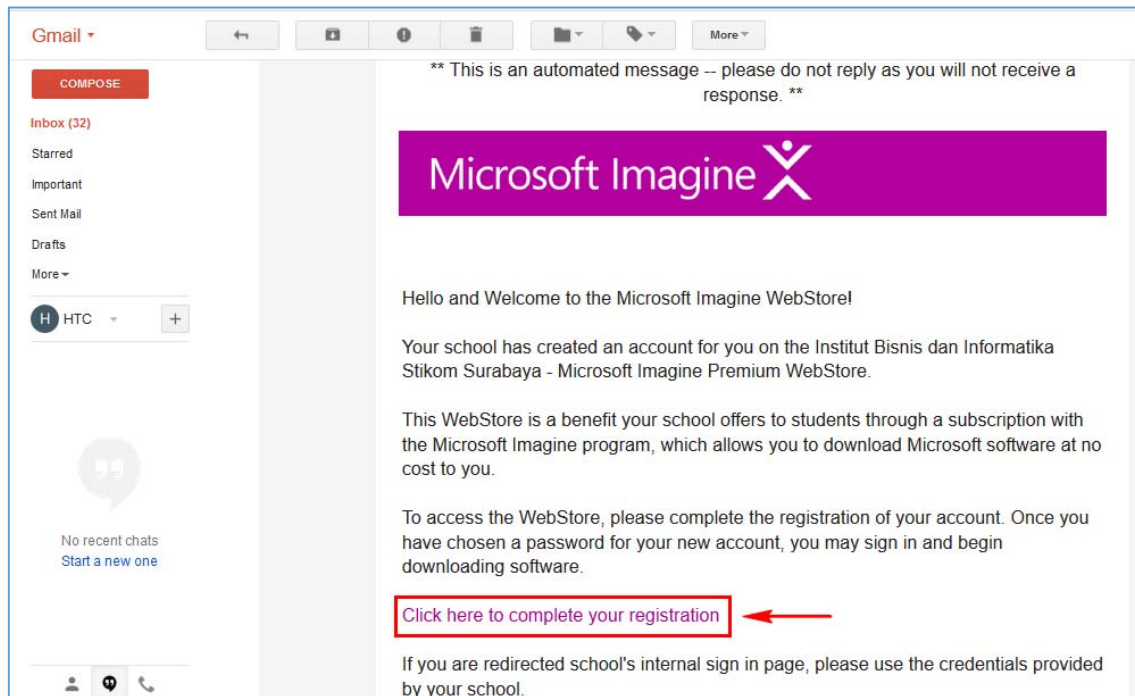 Gmail
More
COMPOSE
Inbox (32)
Starred
Important
Sent Mail
Drafts
More
H HTC +
No recent chats
Start a new one
** This is an automated message -- please do not reply as you will not receive a
response. **
Microsoft Imagine
Hello and Welcome to the Microsoft Imagine WebStore!
Your school has created an account for you on the Institut Bisnis dan Informatika
Stikom Surabaya - Microsoft Imagine Premium WebStore.
This WebStore is a benefit your school offers to students through a subscription with
the Microsoft Imagine program, which allows you to download Microsoft software at no
cost to you.
To access the WebStore, please complete the registration of your account. Once you
have chosen a password for your new account, you may sign in and begin
downloading software.
Click here to complete your registration
If you are redirected school's internal sign in page, please use the credentials provided
by your school.